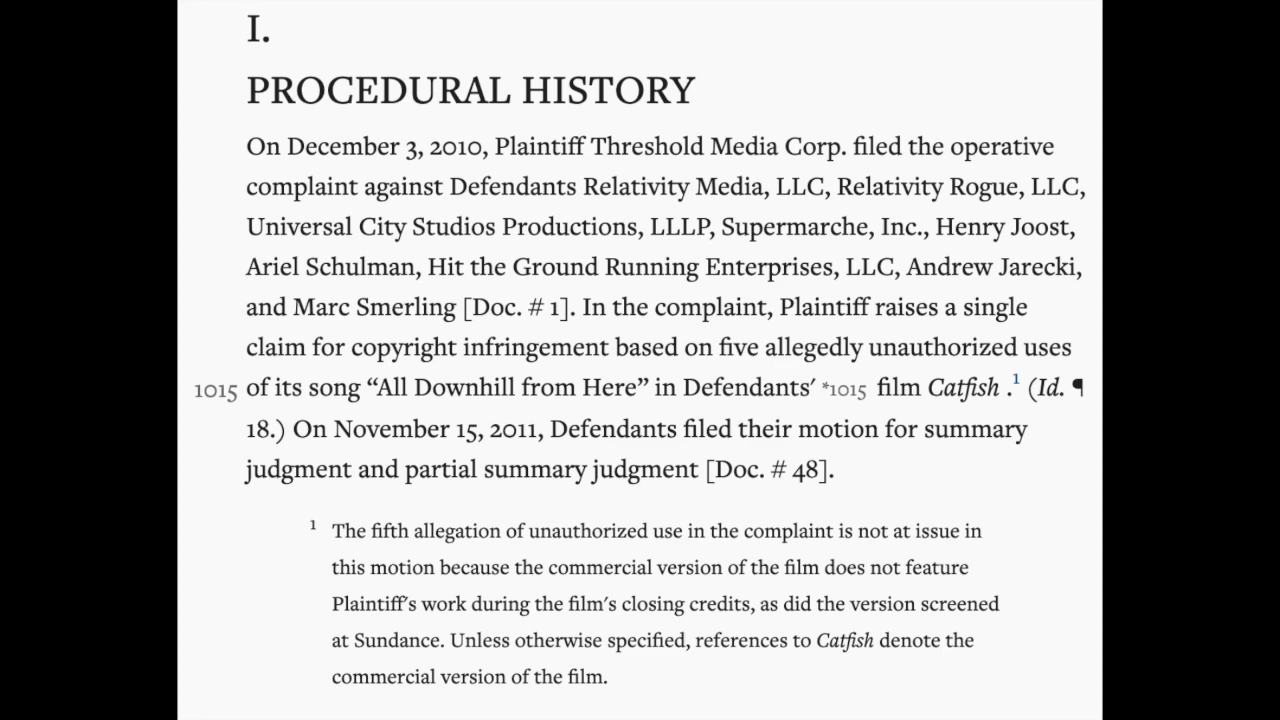 I.
PROCEDURAL HISTORY
On December 3, 2010, Plaintiff Threshold Media Corp. filed the operative
complaint against Defendants Relativity Media, LLC, Relativity Rogue, LLC,
Universal City Studios Productions, LLLP, Supermarche, Inc., Henry Joost,
Ariel Schulman, Hit the Ground Running Enterprises, LLC, Andrew Jarecki,
and Marc Smerling [Doc. # 1]. In the complaint, Plaintiff raises a single
claim for copyright infringement based on five allegedly unauthorized uses
1015 of its song “All Downhill from Here” in Defendants' *1015 film Catfish .1 (Id. ¶
18.) On November 15, 2011, Defendants filed their motion for summary
judgment and partial summary judgment [Doc. # 48].
1 The fifth allegation of unauthorized use in the complaint is not at issue in
this motion because the commercial version of the film does not feature
Plaintiff's work during the film's closing credits, as did the version screened
at Sundance. Unless otherwise specified, references to Catfish denote the
commercial version of the film.